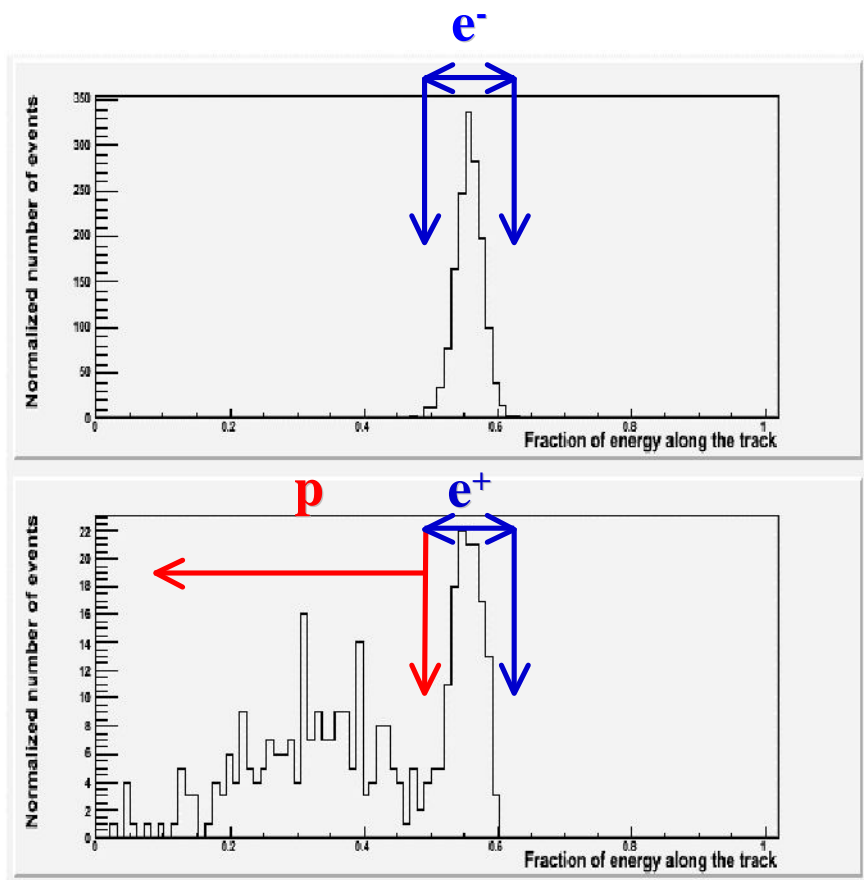 e-
Normalized number of events
350
300
250
200
150
100
50
0
0 0.2 0.4 0.6 0.8 1
Fraction of energy along the track
p e+
Normalized number of events
22
20
18
16
14
12
10
8
6
4
2
0
0 0.2 0.4 0.6 0.8 1
Fraction of energy along the track